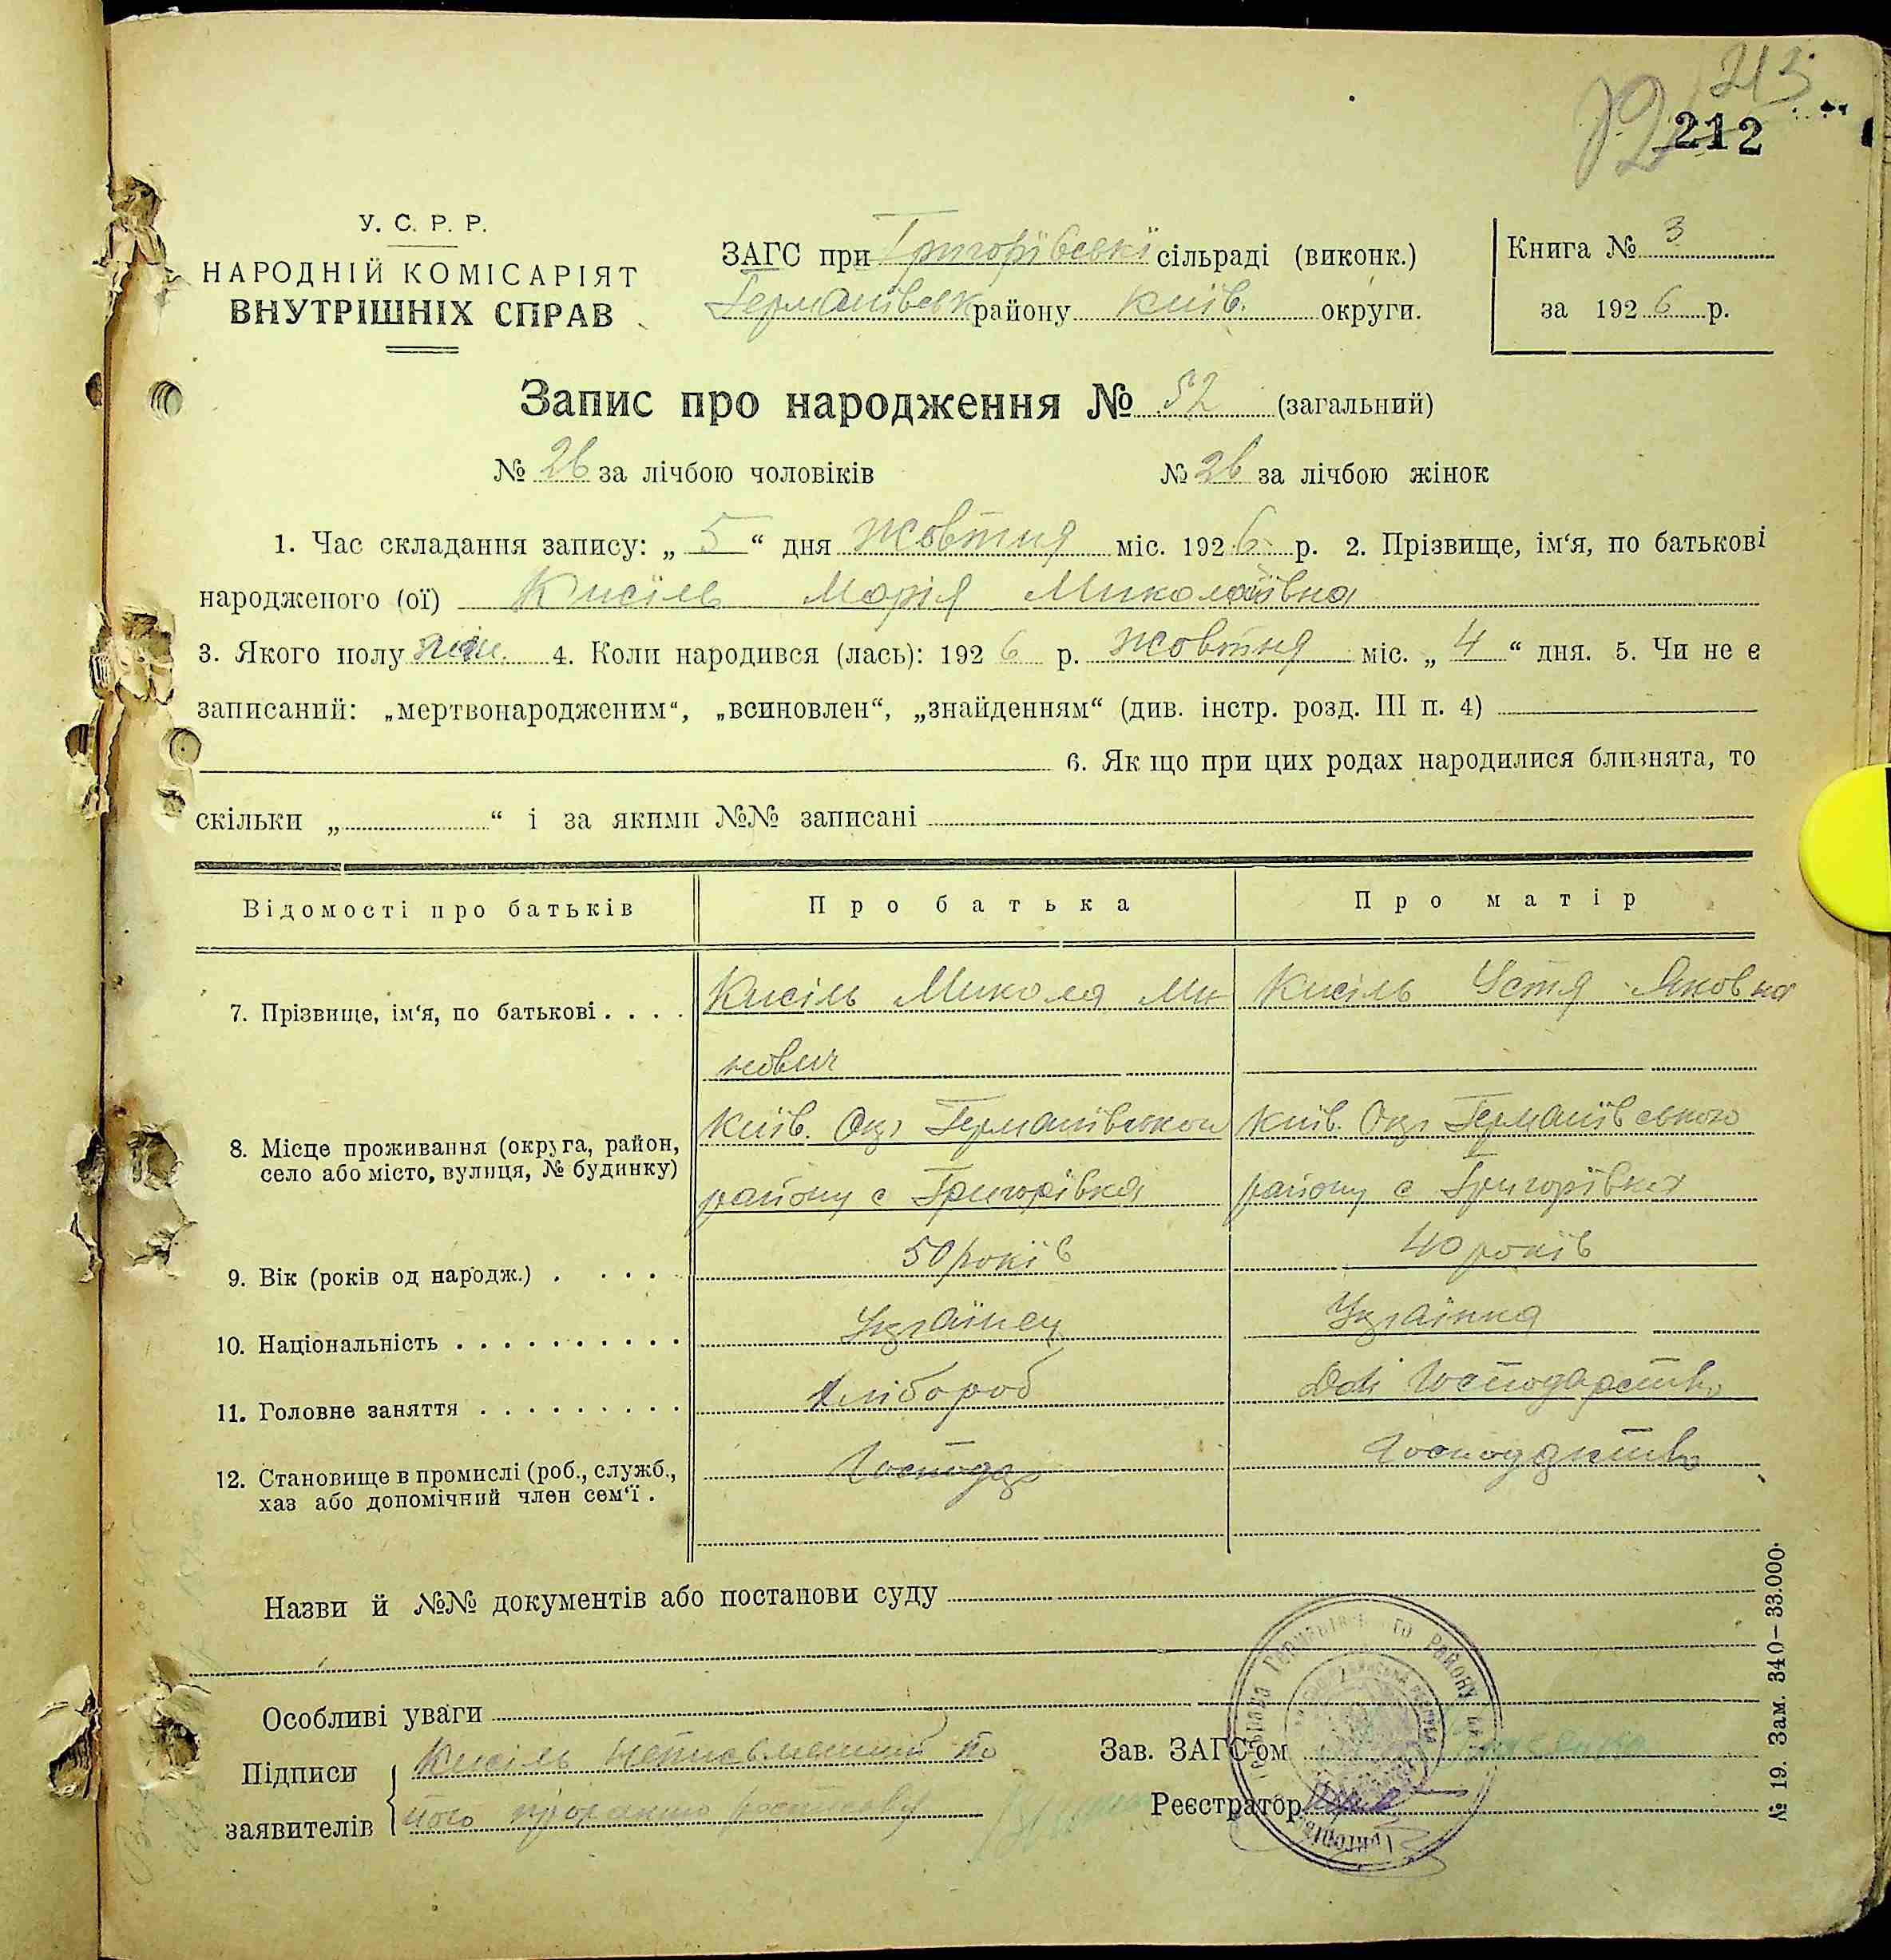 213
212
У. С. Р. Р.
НАРОДНІЙ КОМІСАРІЯТ
ВНУТРІШНІХ СПРАВ
ЗАГС при Григорівські сільраді (виконк.)
Германівськ району Київ. округи.
Книга № 3
за 1926 р.
Запис про народження № 52 (загальний)
№ 26 за лічбою чоловіків № 26 за лічбою жінок
1. Час складання запису: „ 5 “ дня жовтня міс. 1926 р. 2. Прізвище, ім‘я, по батькові
народженого (ої) Кисіль Марія Миколаївна
3. Якого полу жін. 4. Коли народився (лась): 1926 р. жовтня міс. „ 4 “ дня. 5. Чи не є
записаний: „мертвонародженим“, „всиновлен“, „знайденням“ (див. інстр. розд. III п. 4)
6. Якщо при цих родах народилися близнята, то
скільки „ “ і за якими №№ записані
Відомості про батьків Про батька Про матір
7. Прізвище, ім‘я, по батькові . . . . Кисіль Микола Ми Кисіль Устя Яковна
нович
8. Місце проживання (округа, район, село або місто, вулиця, № будинку) Київ. Окр Германівського Київ. Окр Германівського
району с Григорівка району с Григорівка
9. Вік (років од народж.) . . . . . 50 років 40 років
10. Національність . . . . . . . . . . Українец Українка
11. Головне заняття . . . . . . . . . Хлібороб Господарство
12. Становище в промислі (роб., служб., хаз або допомічний член сем‘ї . Господар
Назви й №№ документів або постанови суду
Особливі уваги
Підписи заявителів Кисіль неписьменний по
його проханню росписався
Зав. ЗАГС‘ом
Реєстратор
№ 19. Зам. 340—33.000.